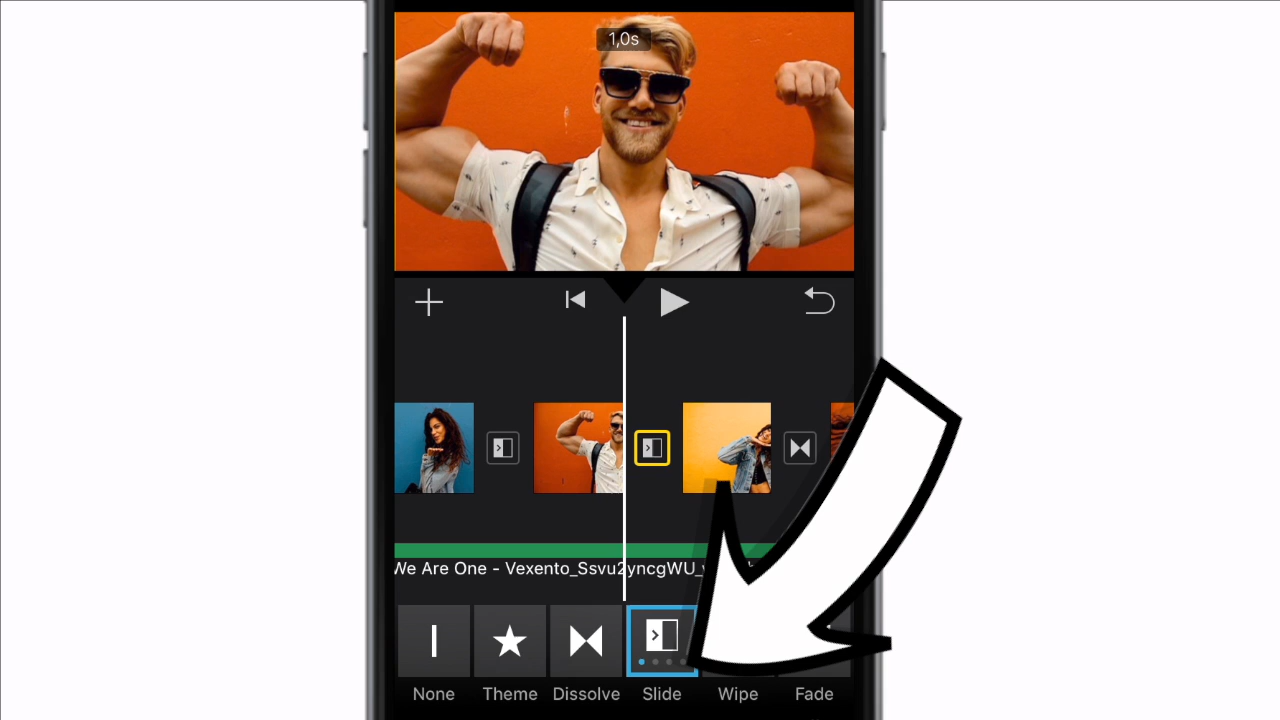 1,0s
We Are One - Vexento_Ssvu2yncgWU_
None Theme Dissolve Slide Wipe Fade